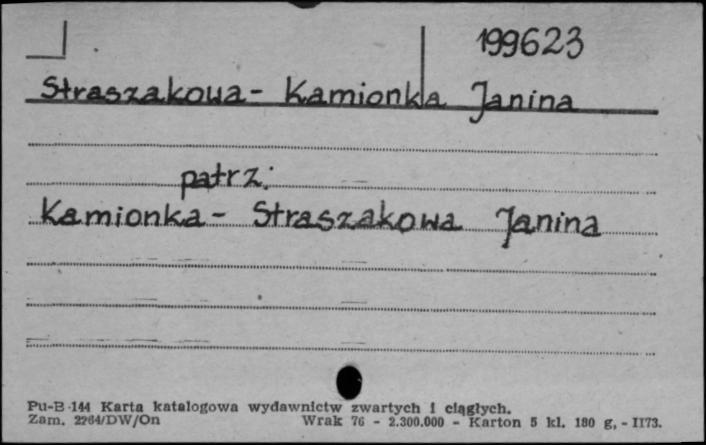 199623
Straszakowa- Kamionka Janina
patrz:
Kamionka- Straszakowa Janina
Pu-B-144 Karta katalogowa wydawnictw zwartych i ciągłych.
Zam. 2264/DW/On Wrak 76 - 2.300.000 - Karton 5 kl. 180 g, - II73.